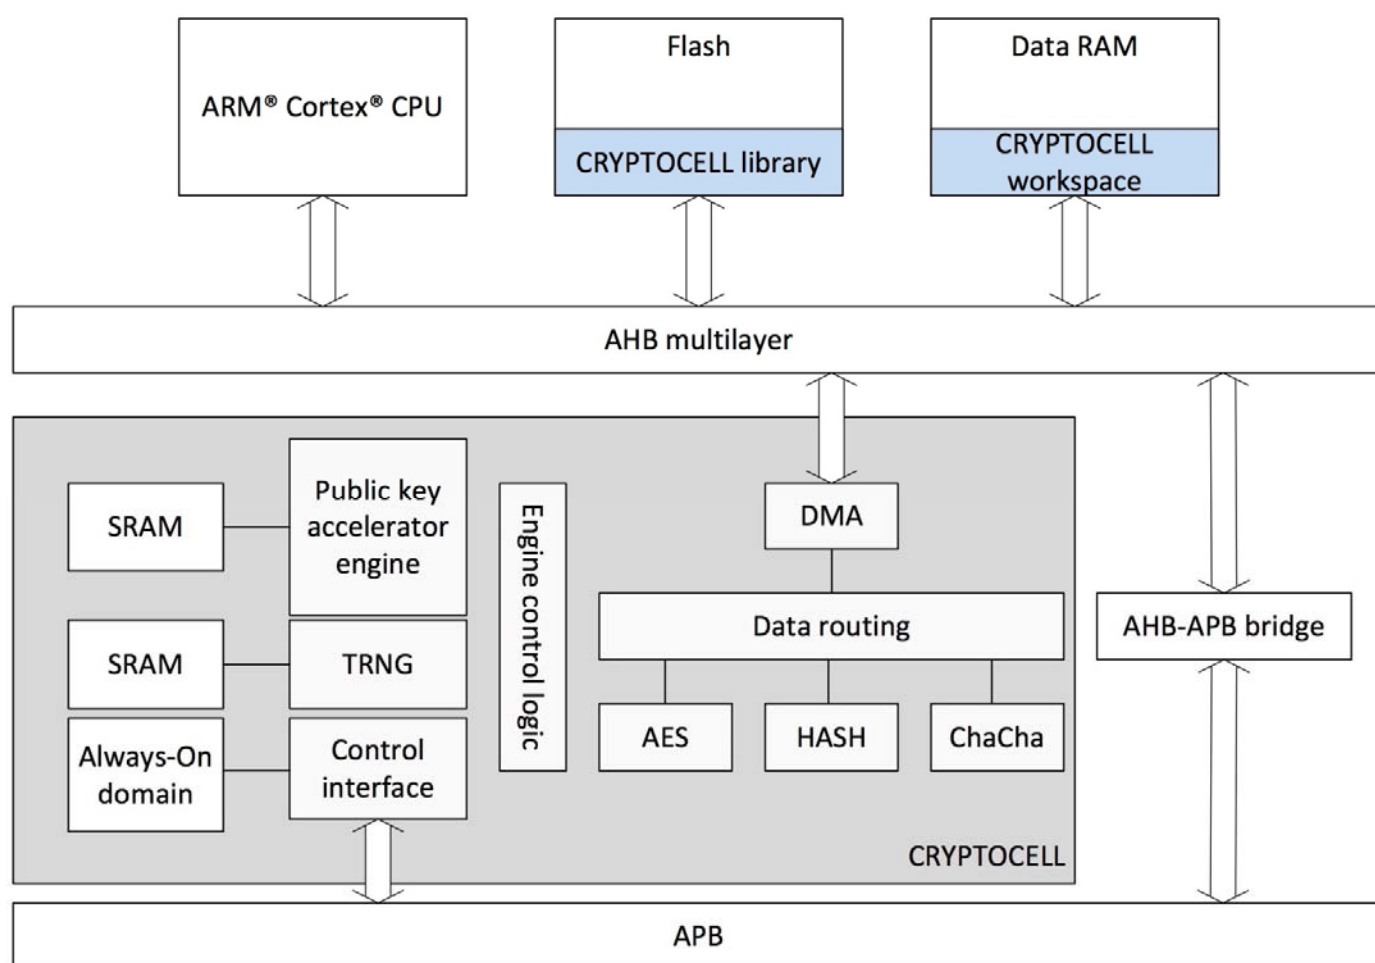 ARM® Cortex® CPU
Flash
CRYPTOCELL library
Data RAM
CRYPTOCELL
workspace
AHB multilayer
SRAM
Public key
accelerator
engine
SRAM
TRNG
Always-On
domain
Control
interface
Engine control logic
DMA
Data routing
AES
HASH
ChaCha
CRYPTOCELL
AHB-APB bridge
APB